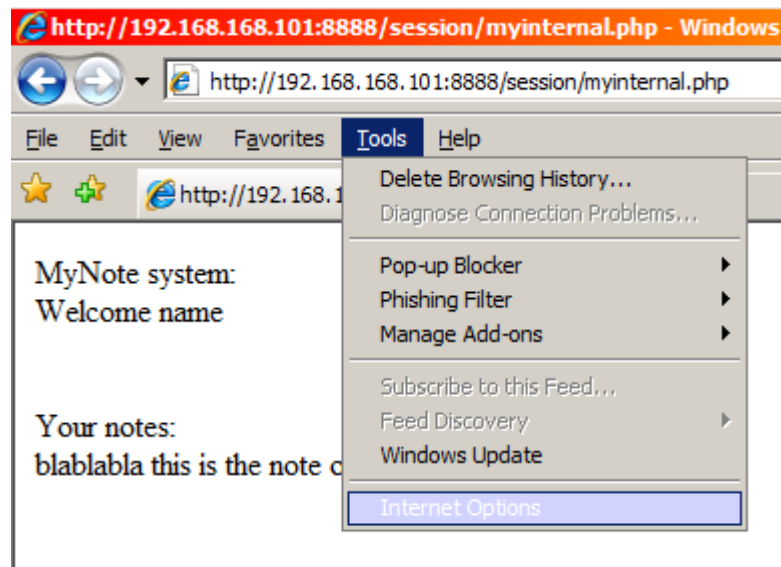 http://192.168.168.101:8888/session/myinternal.php - Windows
http://192.168.168.101:8888/session/myinternal.php
File Edit View Favorites Tools Help
http://192.168.1
Delete Browsing History...
Diagnose Connection Problems...
Pop-up Blocker
Phishing Filter
Manage Add-ons
Subscribe to this Feed...
Feed Discovery
Windows Update
Internet Options
MyNote system:
Welcome name
Your notes:
blablabla this is the note o